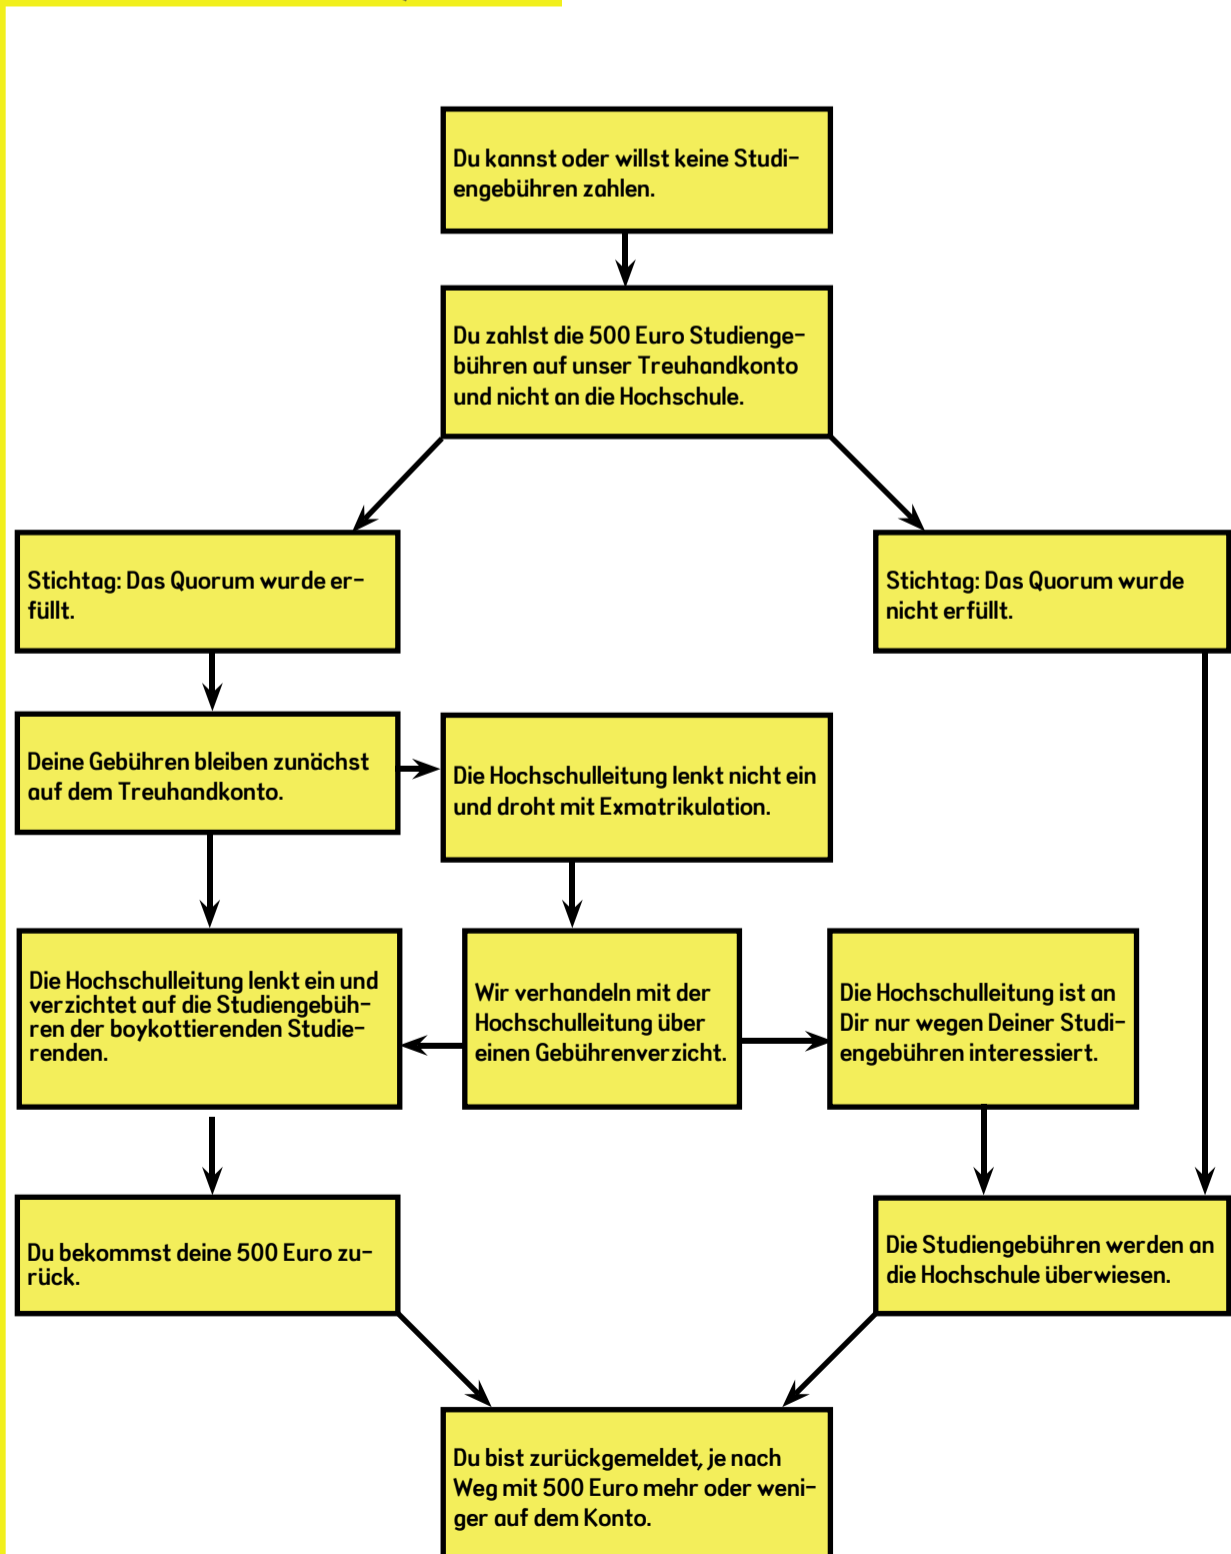 Du kannst oder willst keine Studi-
engebühren zahlen.
Du zahlst die 500 Euro Studienge-
bühren auf unser Treuhandkonto
und nicht an die Hochschule.
Stichtag: Das Quorum wurde er-
füllt.
Stichtag: Das Quorum wurde
nicht erfüllt.
Deine Gebühren bleiben zunächst
auf dem Treuhandkonto.
Die Hochschulleitung lenkt nicht ein
und droht mit Exmatrikulation.
Die Hochschulleitung lenkt ein und
verzichtet auf die Studiengebüh-
ren der boykottierenden Studie-
renden.
Wir verhandeln mit der
Hochschulleitung über
einen Gebührenverzicht.
Die Hochschulleitung ist an
Dir nur wegen Deiner Studi-
engebühren interessiert.
Du bekommst deine 500 Euro zu-
rück.
Die Studiengebühren werden an
die Hochschule überwiesen.
Du bist zurückgemeldet, je nach
Weg mit 500 Euro mehr oder weni-
ger auf dem Konto.